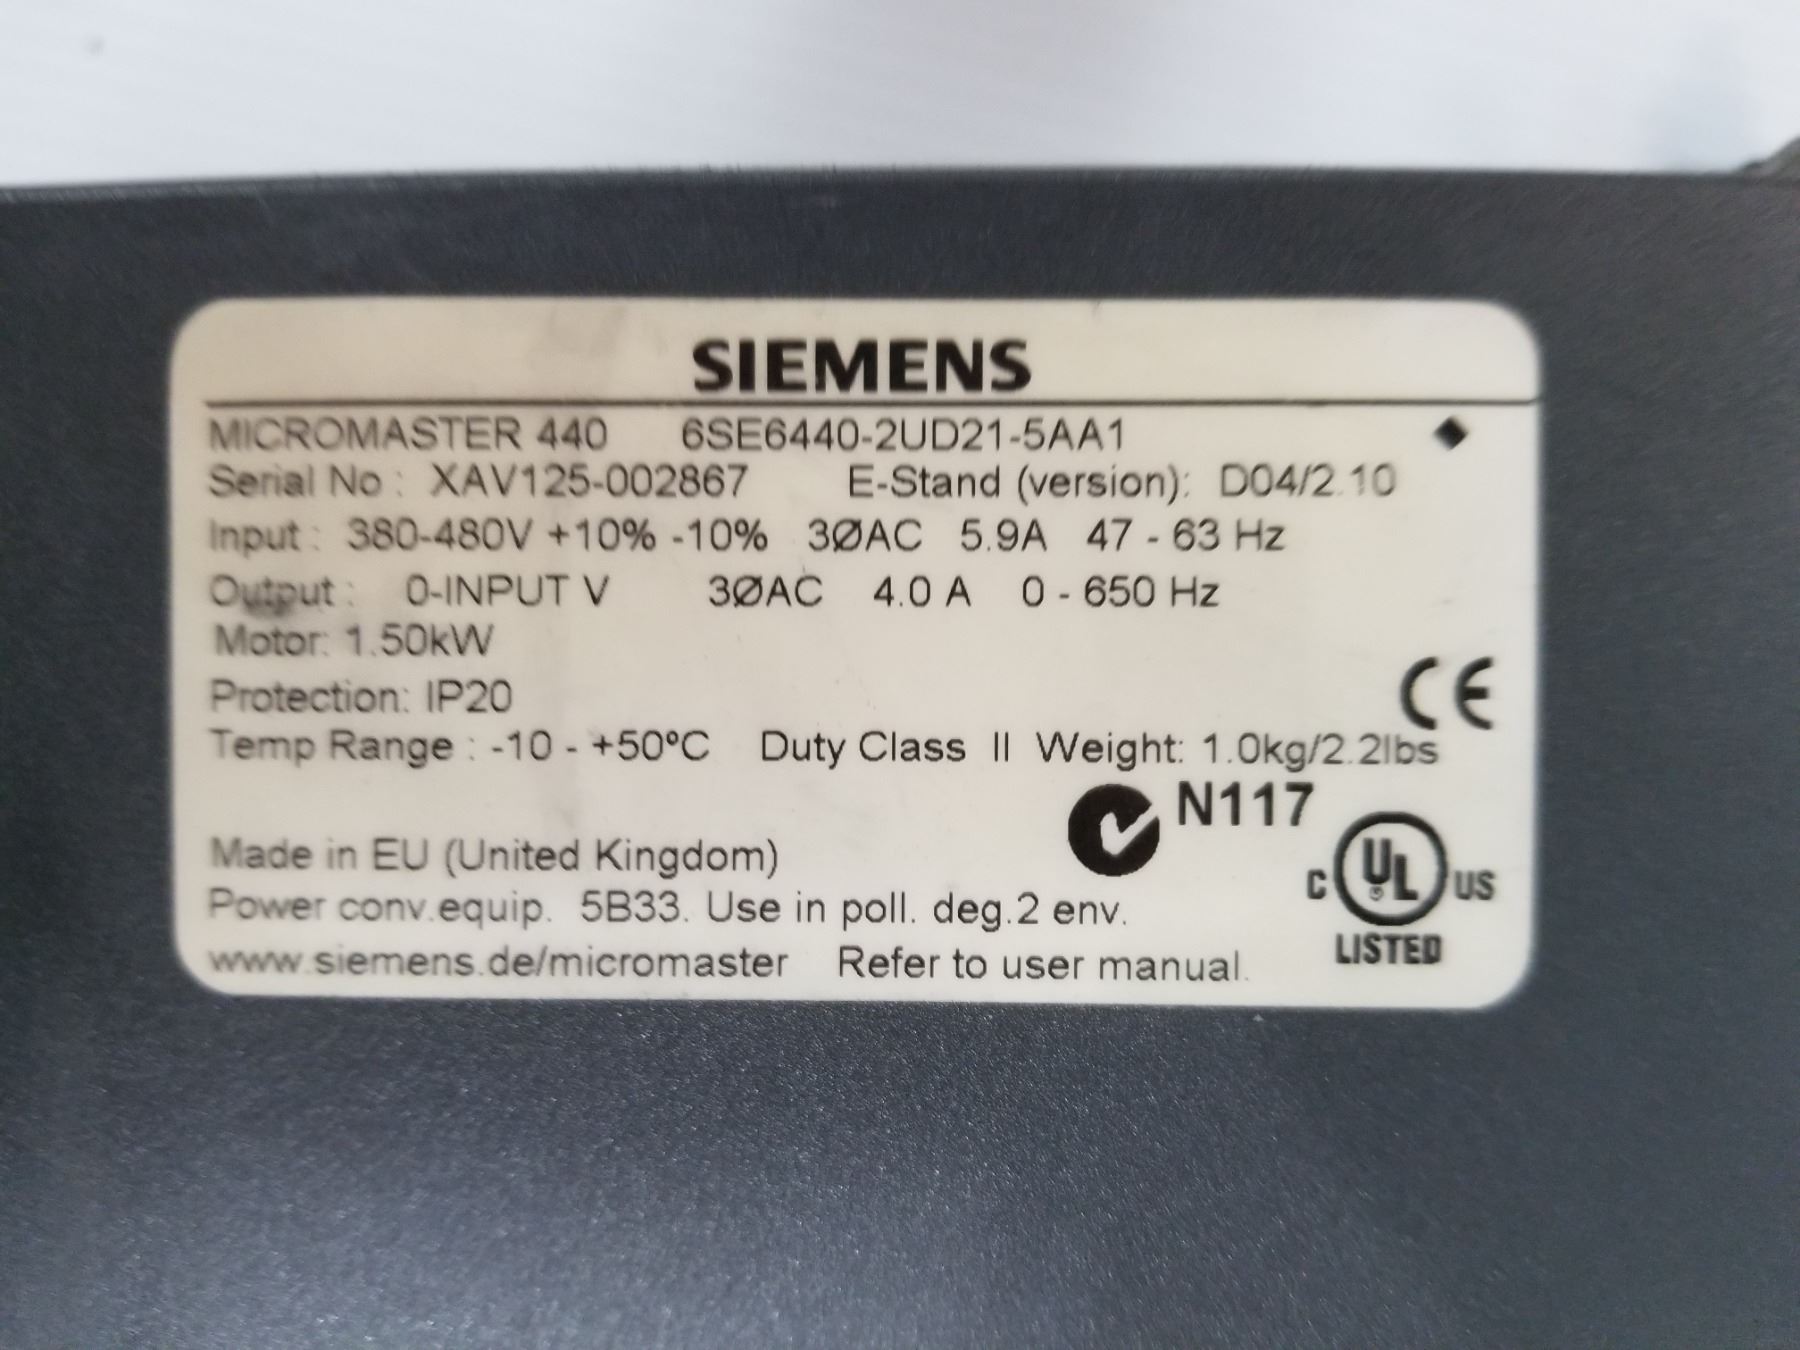 SIEMENS
MICROMASTER 440 6SE6440-2UD21-5AA1
Serial No : XAV125-002867 E-Stand (version): D04/2.10
Input : 380-480V +10% -10% 3ØAC 5.9A 47 - 63 Hz
Output : 0-INPUT V 3ØAC 4.0 A 0 - 650 Hz
Motor: 1.50kW
Protection: IP20
CE
Temp Range : -10 - +50°C Duty Class II Weight: 1.0kg/2.2lbs
N117
Made in EU (United Kingdom)
C UL US
LISTED
Power conv.equip. 5B33. Use in poll. deg.2 env.
www.siemens.de/micromaster Refer to user manual.